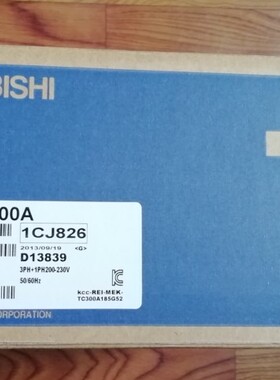 BISHI
00A
1CJ826
2013/09/19 <G>
D13839
3PH+1PH200-230V
50/60Hz
kcc-REI-MEK-
TC300A185G52
CORPORATION